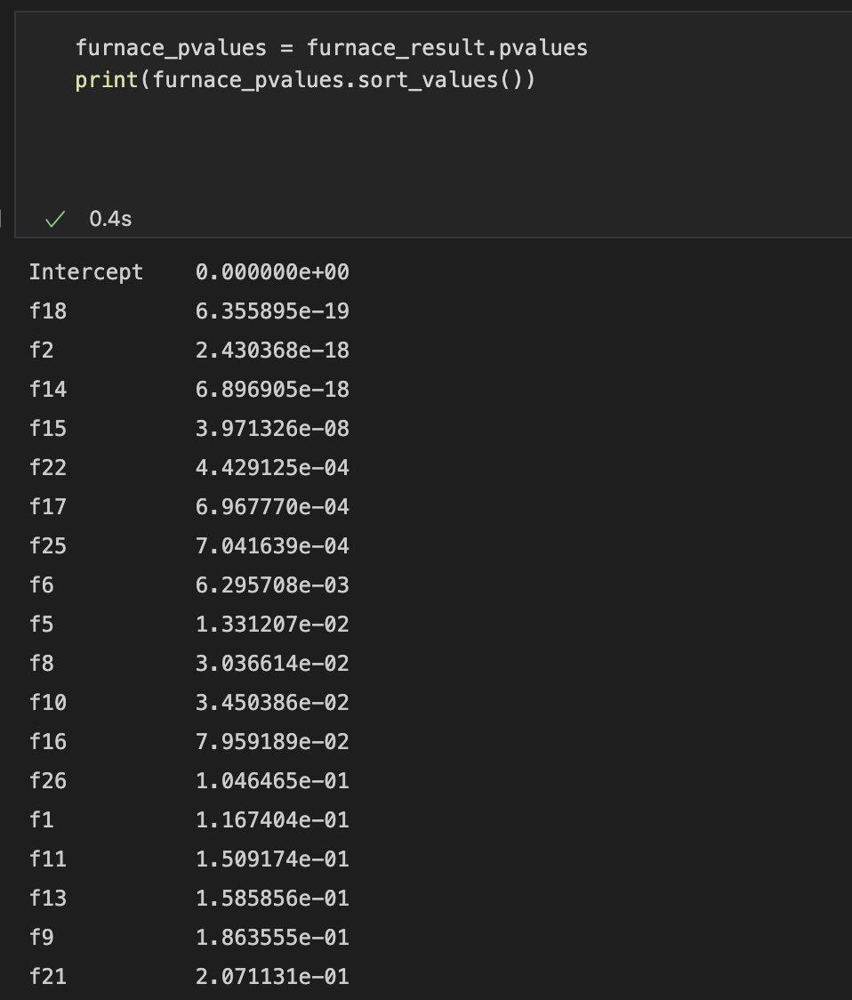 furnace_pvalues = furnace_result.pvalues
print(furnace_pvalues.sort_values())
0.4s
Intercept 0.000000e+00
f18 6.355895e-19
f2 2.430368e-18
f14 6.896905e-18
f15 3.971326e-08
f22 4.429125e-04
f17 6.967770e-04
f25 7.041639e-04
f6 6.295708e-03
f5 1.331207e-02
f8 3.036614e-02
f10 3.450386e-02
f16 7.959189e-02
f26 1.046465e-01
f1 1.167404e-01
f11 1.509174e-01
f13 1.585856e-01
f9 1.863555e-01
f21 2.071131e-01